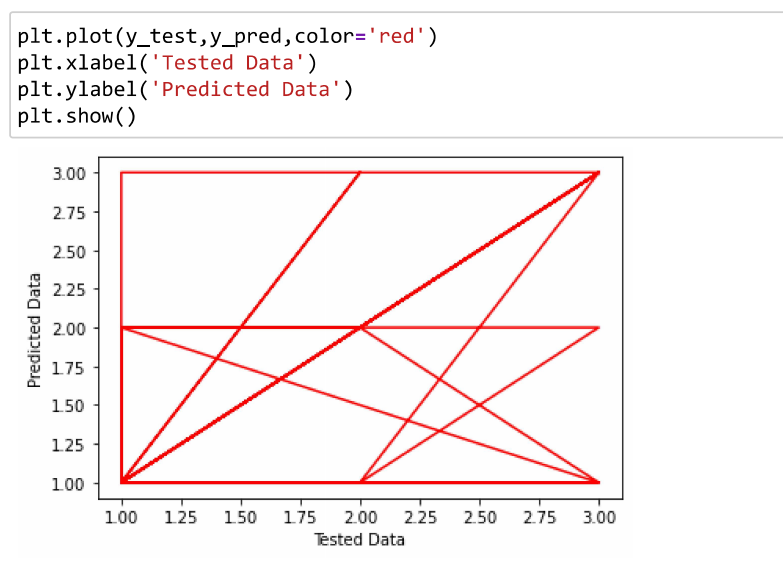 plt.plot(y_test,y_pred,color='red')
plt.xlabel('Tested Data')
plt.ylabel('Predicted Data')
plt.show()
3.00
2.75
2.50
2.25
2.00
1.75
1.50
1.25
1.00
Predicted Data
1.00 1.25 1.50 1.75 2.00 2.25 2.50 2.75 3.00
Tested Data